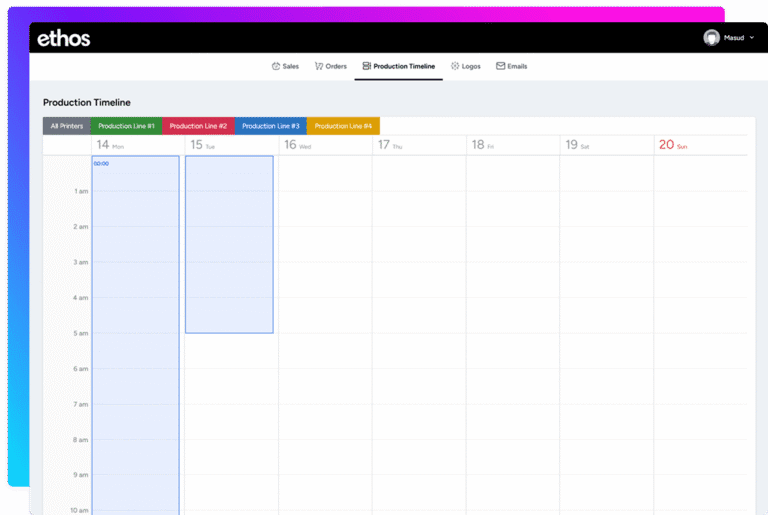 ethos
Masud
Sales Orders Production Timeline Logos Emails
Production Timeline
All Printers Production Line #1 Production Line #2 Production Line #3 Production Line #4
14 Mon 15 Tue 16 Wed 17 Thu 18 Fri 19 Sat 20 Sun
00:00
1 am
2 am
3 am
4 am
5 am
6 am
7 am
8 am
9 am
10 am